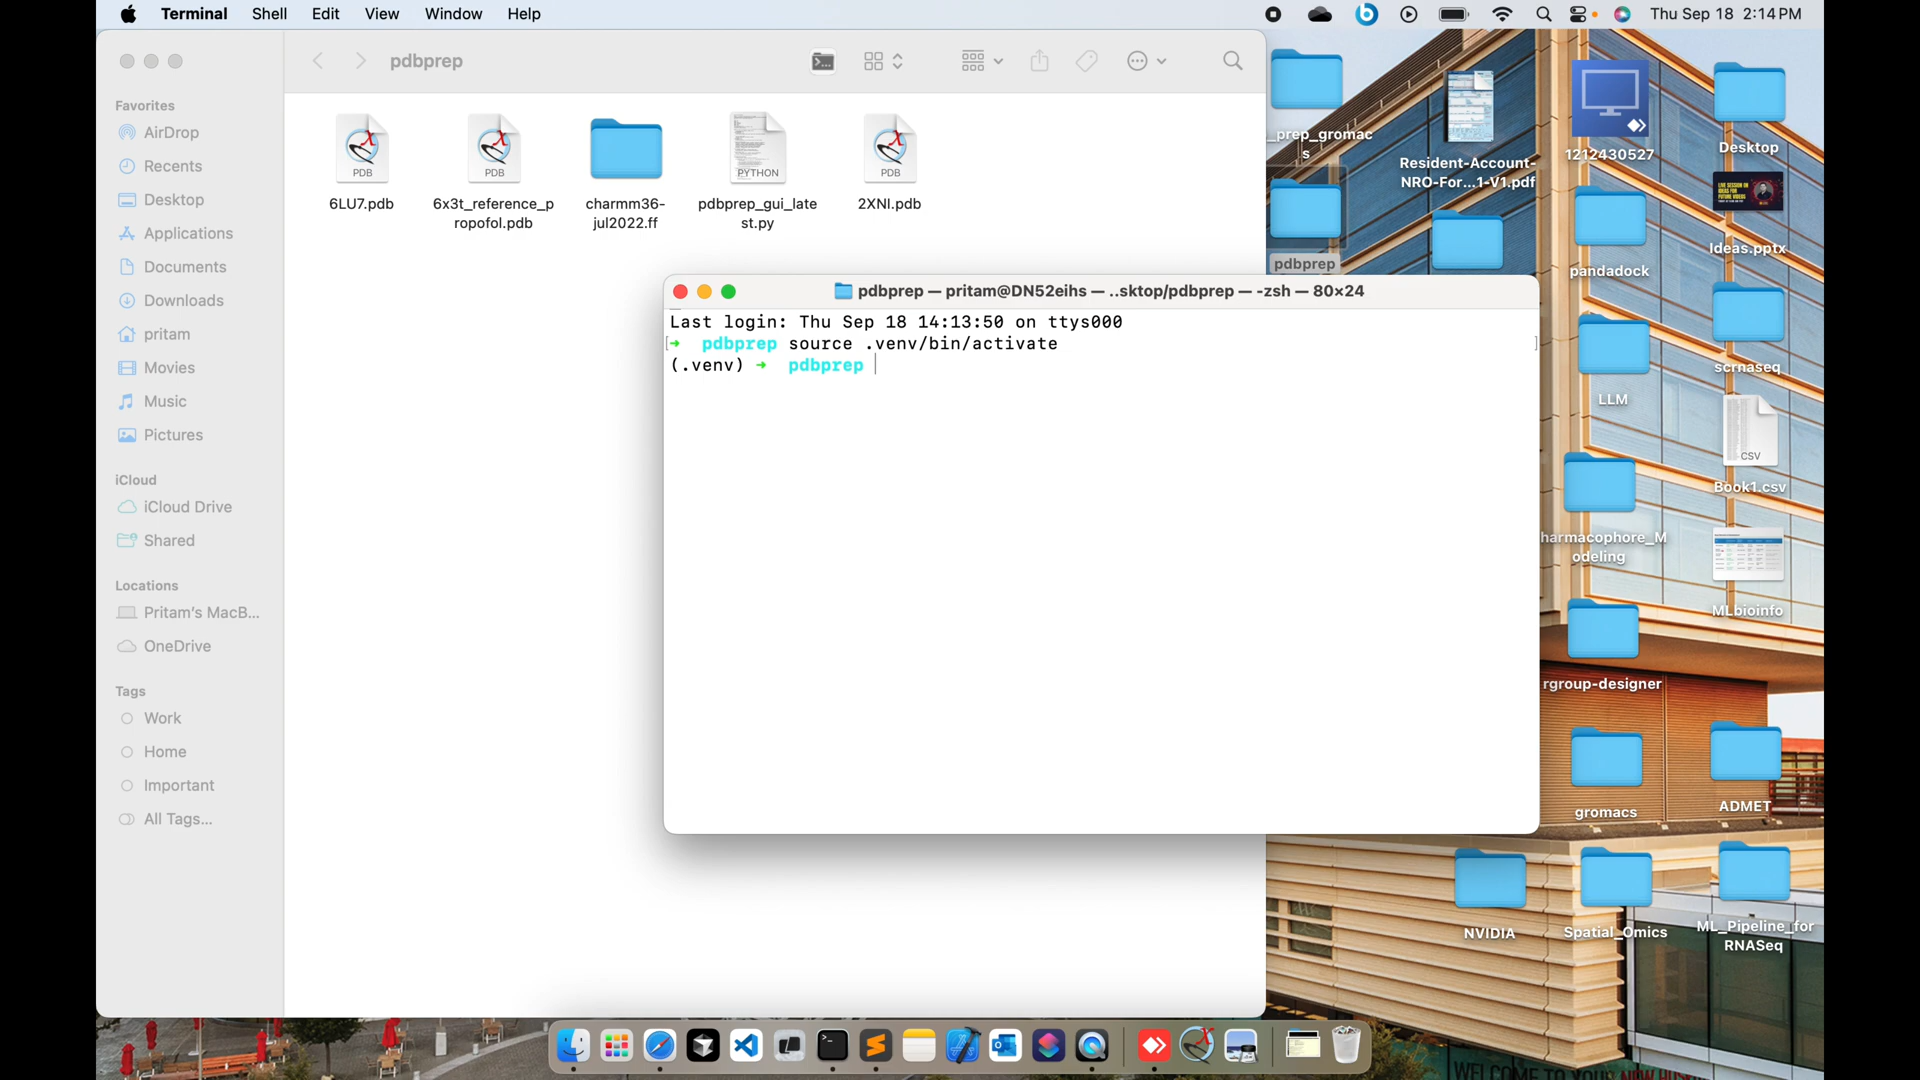 Terminal Shell Edit View Window Help
Thu Sep 18 2:14 PM
pdbprep
Favorites
AirDrop
Recents
Desktop
Applications
Documents
Downloads
pritam
Movies
Music
Pictures
iCloud
iCloud Drive
Shared
Locations
Pritam's MacB...
OneDrive
Tags
Work
Home
Important
All Tags...
PDB
6LU7.pdb
PDB
6x3t_reference_p
ropofol.pdb
charmm36-
jul2022.ff
PYTHON
pdbprep_gui_late
st.py
PDB
2XNI.pdb
pdbprep — pritam@DN52eihs — ..sktop/pdbprep — -zsh — 80×24
Last login: Thu Sep 18 14:13:50 on ttys000
[➜ pdbprep source .venv/bin/activate ]
(.venv) ➜ pdbprep
_prep_gromac
s
pdbprep
Resident-Account-
NRO-For...1-V1.pdf
1212430527
Desktop
Ideas.pptx
pandadock
scrnaseq
LLM
CSV
Book1.csv
harmacophore_M
odeling
MLbioinfo
rgroup-designer
gromacs
ADMET
NVIDIA
Spatial_Omics
ML_Pipeline_for
RNASeq
WELCOME TO YOUR NEW